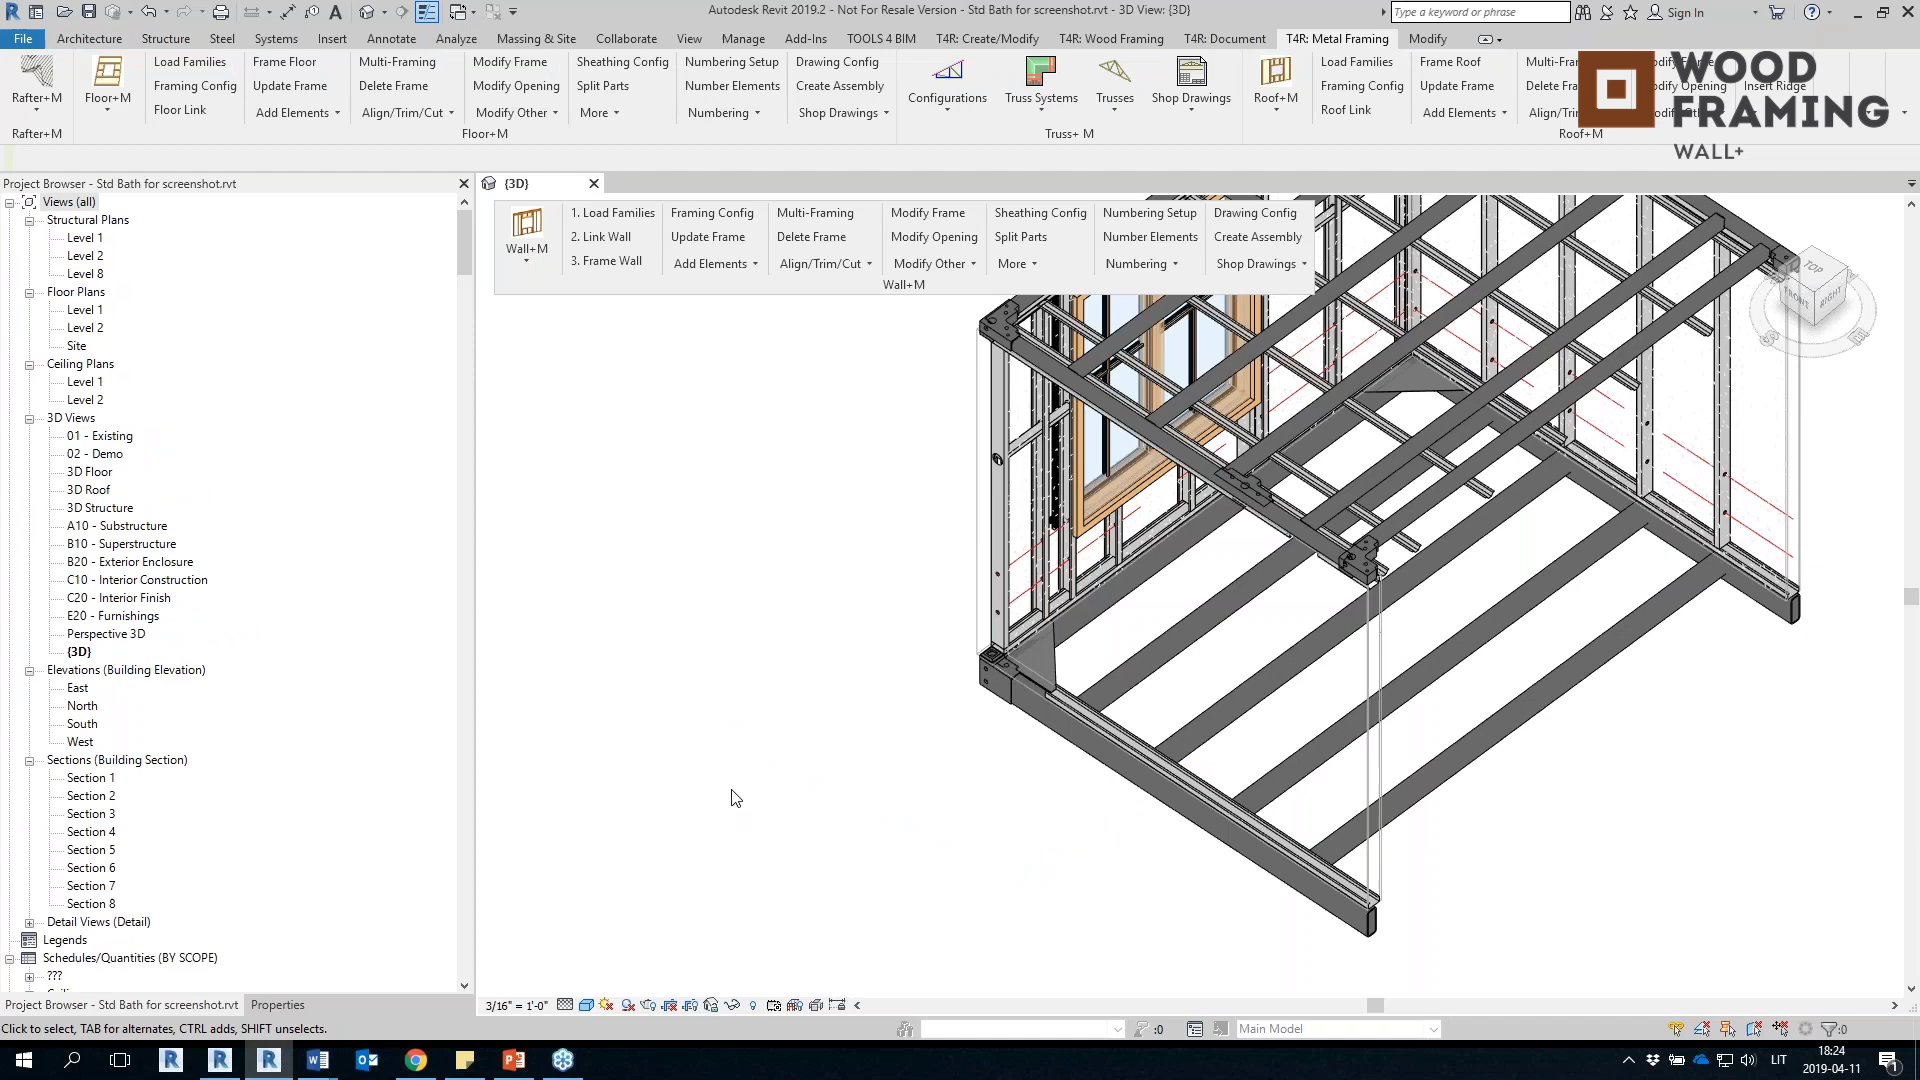 Autodesk Revit 2019.2 - Not For Resale Version - Std Bath for screenshot.rvt - 3D View: {3D}
Type a keyword or phrase
Sign In
File Architecture Structure Steel Systems Insert Annotate Analyze Massing & Site Collaborate View Manage Add-Ins TOOLS 4 BIM T4R: Create/Modify T4R: Wood Framing T4R: Document T4R: Metal Framing Modify
Load Families Frame Floor Multi-Framing Modify Frame Sheathing Config Numbering Setup Drawing Config Load Families Frame Roof
Framing Config Update Frame Delete Frame Modify Opening Split Parts Number Elements Create Assembly Framing Config Update Frame Insert Ridge
Rafter+M Floor+M Configurations Truss Systems Trusses Shop Drawings Roof+M
Floor Link Add Elements Align/Trim/Cut Modify Other More Numbering Shop Drawings Roof Link Add Elements
Rafter+M Floor+M Truss+ M Roof+M
WOOD
FRAMING
WALL+
Project Browser - Std Bath for screenshot.rvt
{3D}
Views (all)
Structural Plans
Level 1
Level 2
Level 8
Floor Plans
Level 1
Level 2
Site
Ceiling Plans
Level 1
Level 2
3D Views
01 - Existing
02 - Demo
3D Floor
3D Roof
3D Structure
A10 - Substructure
B10 - Superstructure
B20 - Exterior Enclosure
C10 - Interior Construction
C20 - Interior Finish
E20 - Furnishings
Perspective 3D
{3D}
Elevations (Building Elevation)
East
North
South
West
Sections (Building Section)
Section 1
Section 2
Section 3
Section 4
Section 5
Section 6
Section 7
Section 8
Detail Views (Detail)
Legends
Schedules/Quantities (BY SCOPE)
???
1. Load Families Framing Config Multi-Framing Modify Frame Sheathing Config Numbering Setup Drawing Config
2. Link Wall Update Frame Delete Frame Modify Opening Split Parts Number Elements Create Assembly
Wall+M
3. Frame Wall Add Elements Align/Trim/Cut Modify Other More Numbering Shop Drawings
Wall+M
TOP
FRONT
RIGHT
Project Browser - Std Bath for screenshot.rvt Properties
3/16" = 1'-0"
Click to select, TAB for alternates, CTRL adds, SHIFT unselects.
:0
Main Model
:0
LIT
18:24
2019-04-11
1